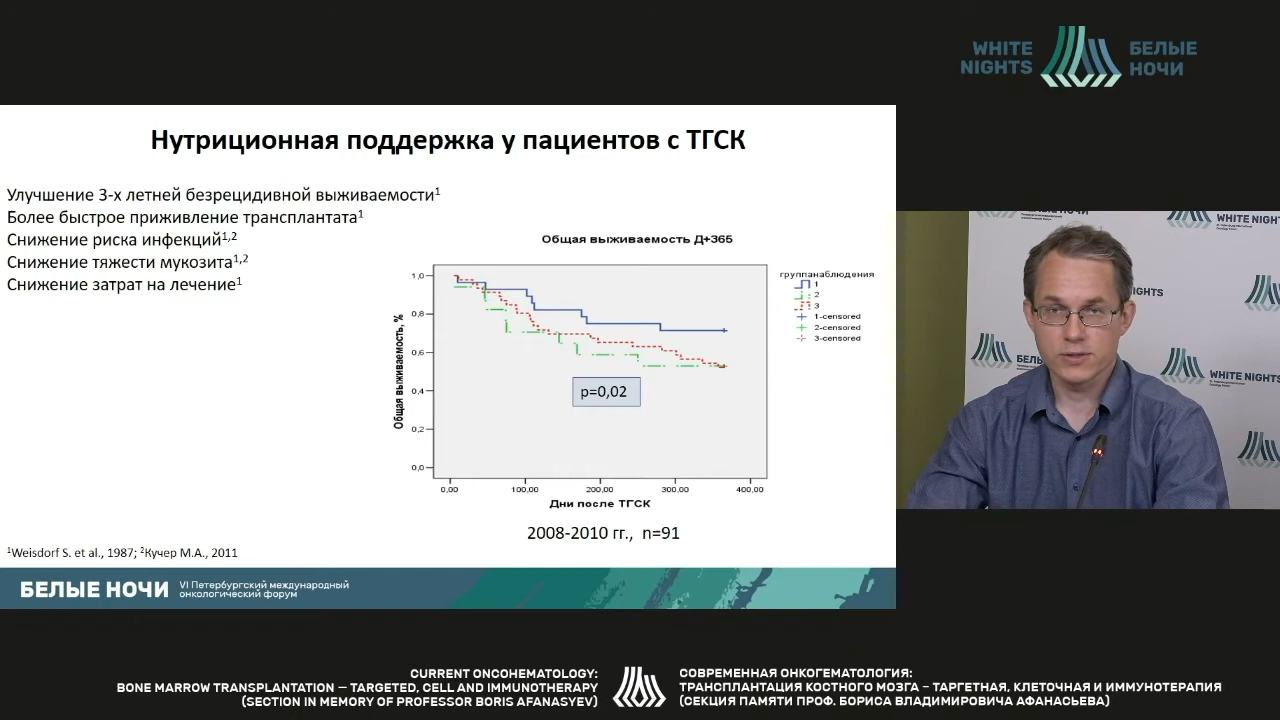 WHITE
NIGHTS
БЕЛЫЕ
НОЧИ
Нутриционная поддержка у пациентов с ТГСК
Улучшение 3-х летней безрецидивной выживаемости¹
Более быстрое приживление трансплантата¹
Снижение риска инфекций¹,²
Снижение тяжести мукозита¹,²
Снижение затрат на лечение¹
Общая выживаемость Д+365
группанаблюдения
1
2
3
1-censored
2-censored
3-censored
Общая выживаемость, %
1,0
0,8
0,6
0,4
0,2
0,0
p=0,02
0,00 100,00 200,00 300,00 400,00
Дни после ТГСК
2008-2010 гг., n=91
¹Weisdorf S. et al., 1987; ²Кучер М.А., 2011
БЕЛЫЕ НОЧИ
VI Петербургский международный
онкологический форум
WHITE NIGHTS
WHITE NIGHTS
CURRENT ONCOHEMATOLOGY:
BONE MARROW TRANSPLANTATION – TARGETED, CELL AND IMMUNOTHERAPY
(SECTION IN MEMORY OF PROFESSOR BORIS AFANASYEV)
СОВРЕМЕННАЯ ОНКОГЕМАТОЛОГИЯ:
ТРАНСПЛАНТАЦИЯ КОСТНОГО МОЗГА – ТАРГЕТНАЯ, КЛЕТОЧНАЯ И ИММУНОТЕРАПИЯ
(СЕКЦИЯ ПАМЯТИ ПРОФ. БОРИСА ВЛАДИМИРОВИЧА АФАНАСЬЕВА)